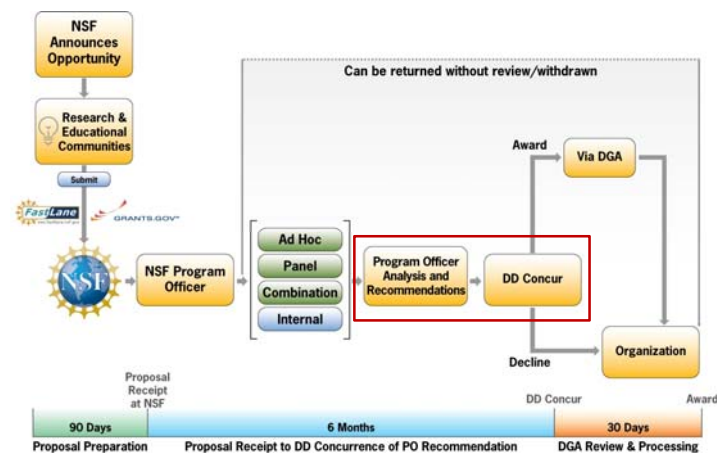 NSF
Announces
Opportunity
Research &
Educational
Communities
Submit
FastLane
GRANTS.GOV
NSF
NSF Program
Officer
Can be returned without review/withdrawn
Ad Hoc
Panel
Combination
Internal
Program Officer
Analysis and
Recommendations
DD Concur
Award
Via DGA
Decline
Organization
Proposal
Receipt
at NSF
DD Concur
Award
90 Days
6 Months
30 Days
Proposal Preparation
Proposal Receipt to DD Concurrence of PO Recommendation
DGA Review & Processing